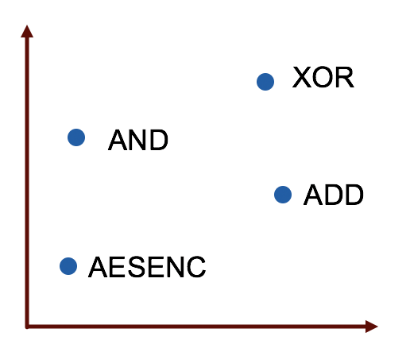 XOR
AND
ADD
AESENC